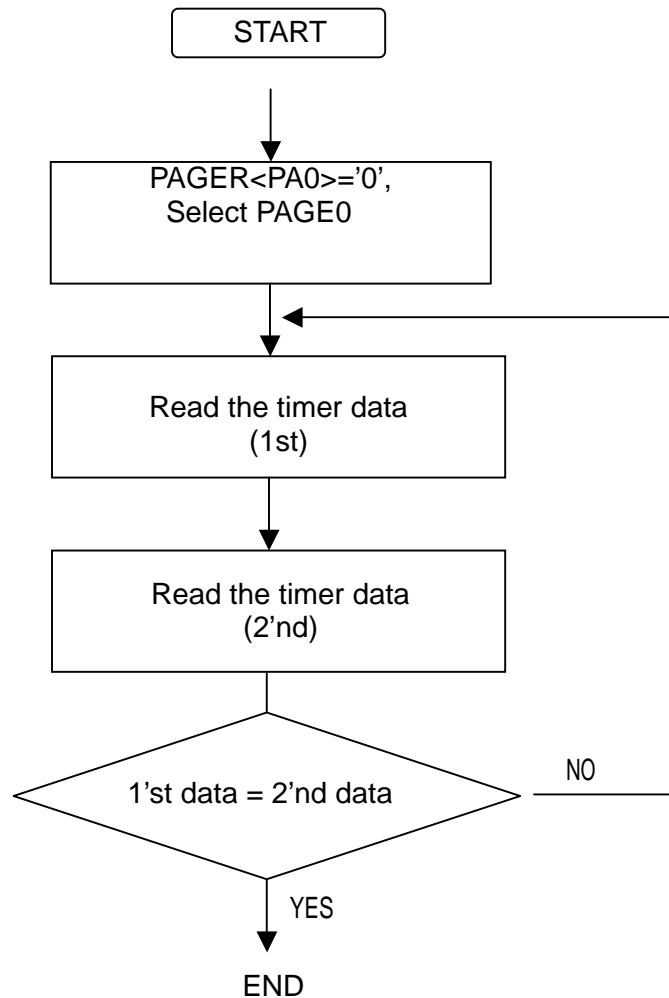 START
PAGER<PA0>='0',
Select PAGE0
Read the timer data
(1st)
Read the timer data
(2'nd)
1'st data = 2'nd data
NO
YES
END